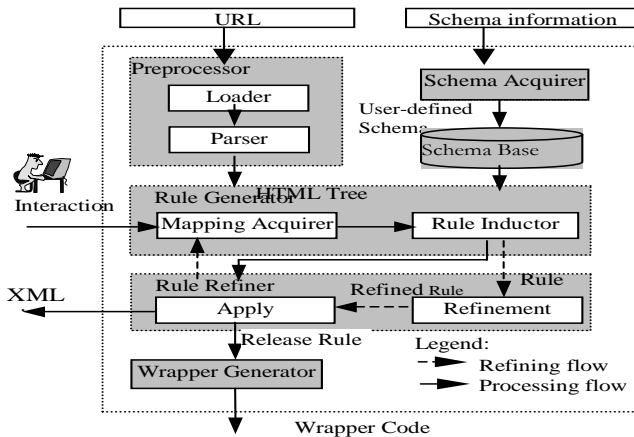 URL
Schema information
Preprocessor
Loader
Schema Acquirer
User-defined
Schema
Parser
Schema Base
HTML Tree
Rule Generator
Interaction
Mapping Acquirer
Rule Inductor
Rule Refiner
Rule
Refined Rule
XML
Apply
Refinement
Release Rule
Legend:
Refining flow
Wrapper Generator
Processing flow
Wrapper Code